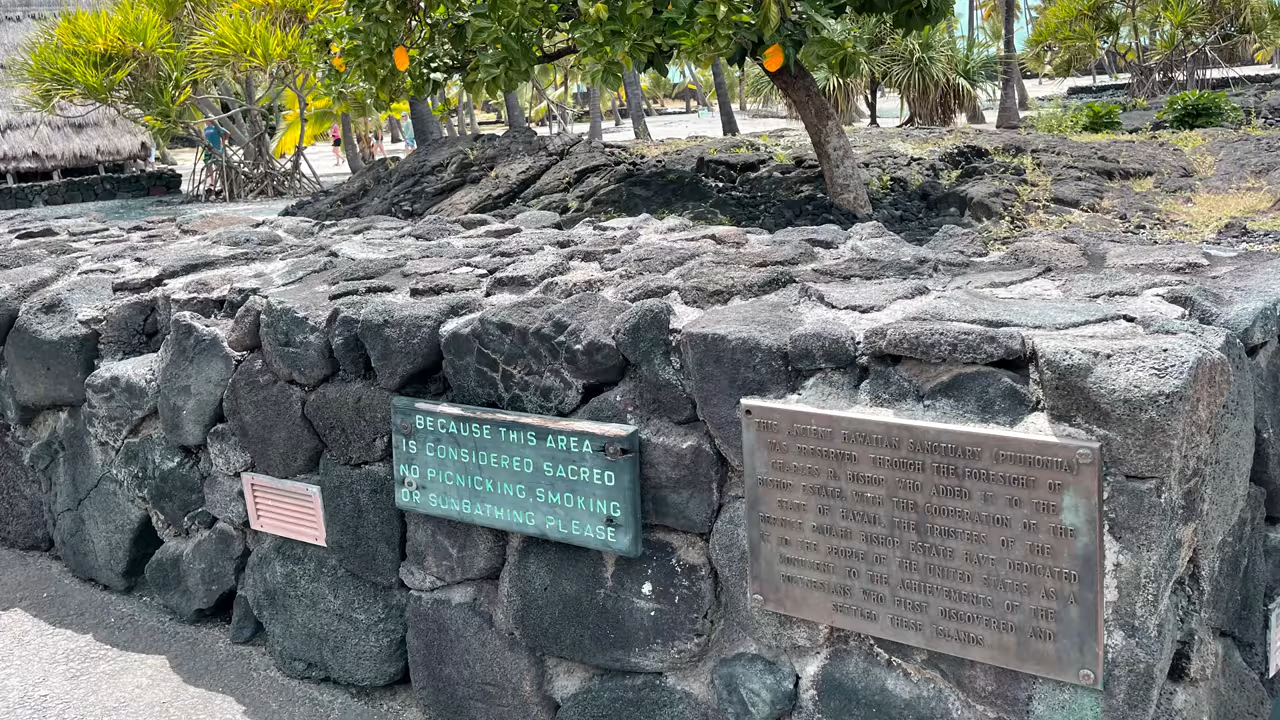 BECAUSE THIS AREA
IS CONSIDERED SACRED
NO PICNICKING, SMOKING
OR SUNBATHING PLEASE
THIS ANCIENT HAWAIIAN SANCTUARY (PUUHONUA)
WAS PRESERVED THROUGH THE FORESIGHT OF
CHARLES R. BISHOP WHO ADDED IT TO THE
BISHOP ESTATE. WITH THE COOPERATION OF THE
STATE OF HAWAII, THE TRUSTEES OF THE
BERNICE PAUAHI BISHOP ESTATE HAVE DEDICATED
IT TO THE PEOPLE OF THE UNITED STATES AS A
MONUMENT TO THE ACHIEVEMENTS OF THE
POLYNESIANS WHO FIRST DISCOVERED AND
SETTLED THESE ISLANDS